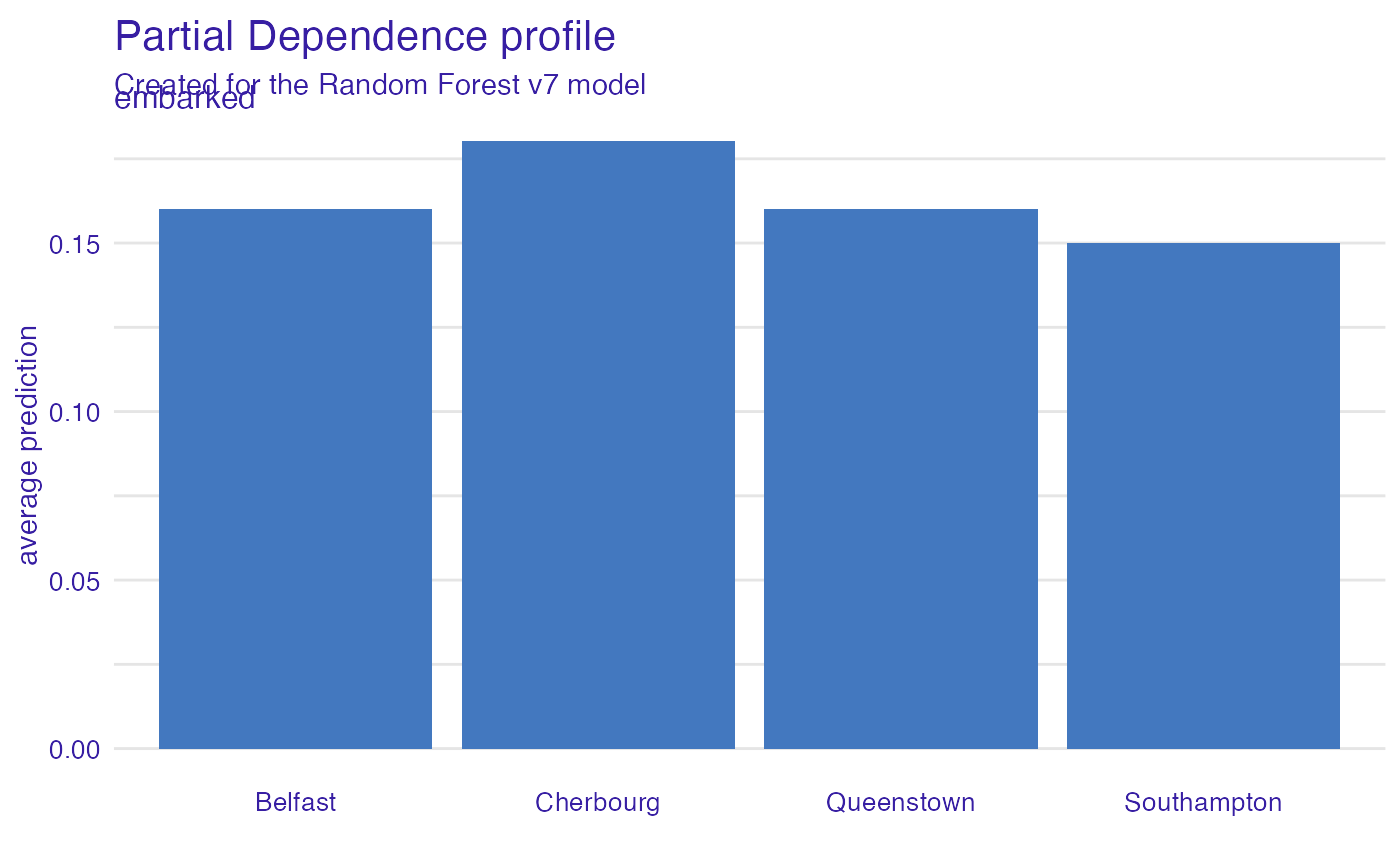 Partial Dependence profile
Created for the Random Forest v7 model
embarked
0.15
0.10
0.05
0.00
average prediction
Belfast
Cherbourg
Queenstown
Southampton